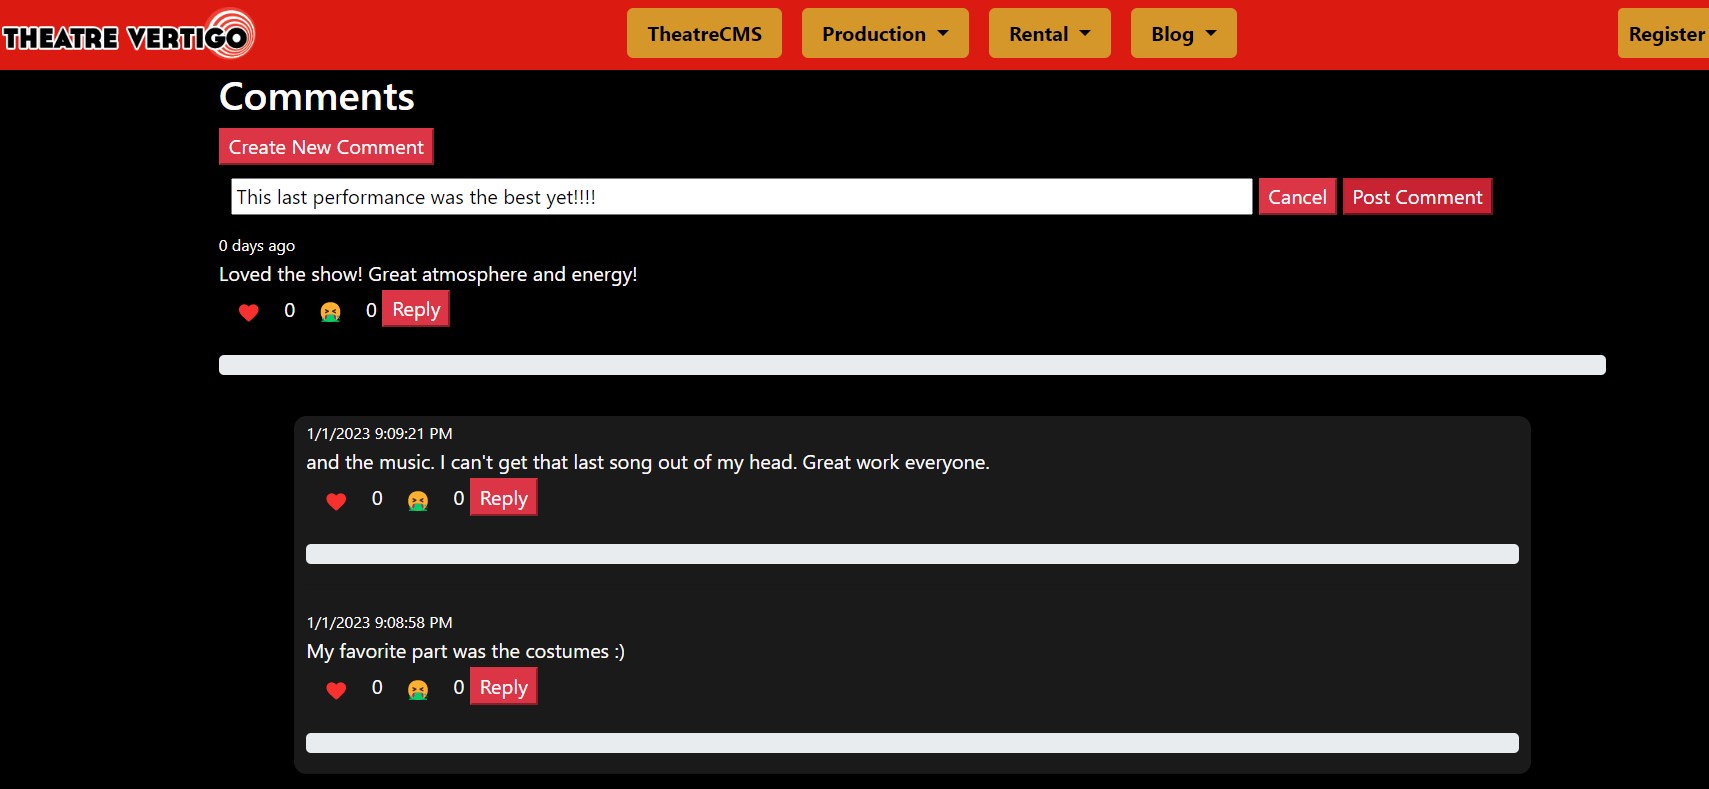 THEATRE VERTIGO
TheatreCMS Production Rental Blog Register
Comments
Create New Comment
This last performance was the best yet!!!! Cancel Post Comment
0 days ago
Loved the show! Great atmosphere and energy!
0 0 Reply
1/1/2023 9:09:21 PM
and the music. I can't get that last song out of my head. Great work everyone.
0 0 Reply
1/1/2023 9:08:58 PM
My favorite part was the costumes :)
0 0 Reply